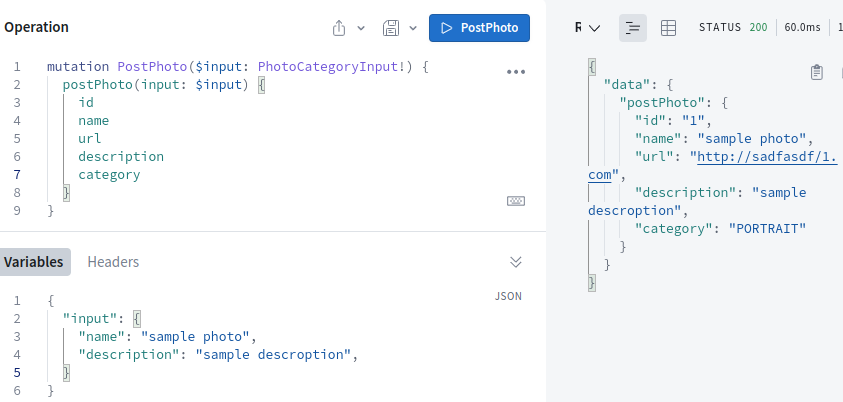 Operation
PostPhoto
1 mutation PostPhoto($input: PhotoCategoryInput!) {
2 postPhoto(input: $input) {
3 id
4 name
5 url
6 description
7 category
8 }
9 }
Variables
Headers
JSON
1 {
2 "input": {
3 "name": "sample photo",
4 "description": "sample descroption",
5 }
6 }
STATUS 200
60.0ms
1
{
"data": {
"postPhoto": {
"id": "1",
"name": "sample photo",
"url": "http://sadfasdf/1.
com",
"description": "sample
descroption",
"category": "PORTRAIT"
}
}
}